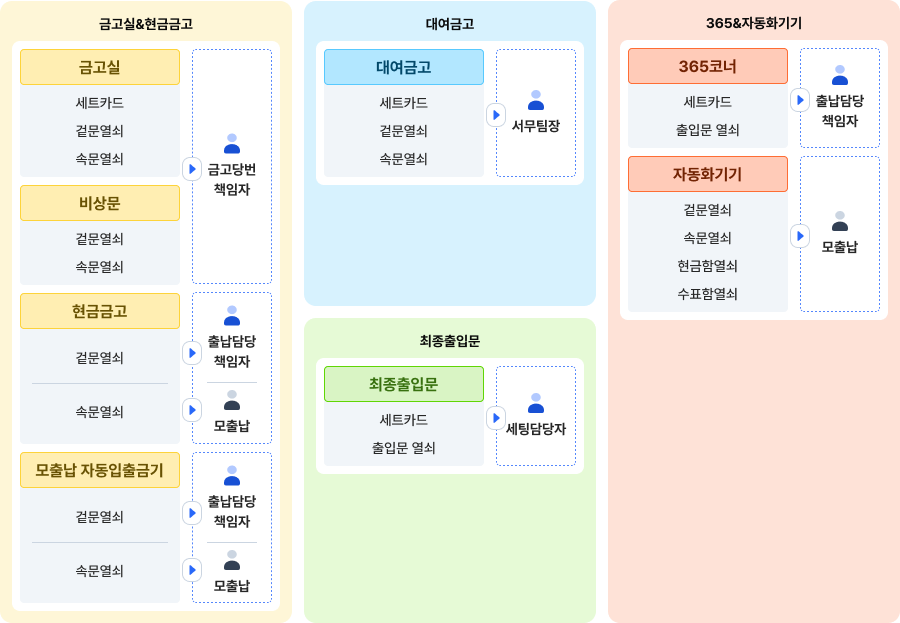 금고실&현금금고
금고실
세트카드
겉문열쇠
속문열쇠
비상문
겉문열쇠
속문열쇠
금고당번
책임자
현금금고
겉문열쇠
출납담당
책임자
속문열쇠
모출납
모출납 자동입출금기
겉문열쇠
출납담당
책임자
속문열쇠
모출납
대여금고
대여금고
세트카드
겉문열쇠
속문열쇠
서무팀장
최종출입문
최종출입문
세트카드
출입문 열쇠
세팅담당자
365&자동화기기
365코너
세트카드
출입문 열쇠
출납담당
책임자
자동화기기
겉문열쇠
속문열쇠
현금함열쇠
수표함열쇠
모출납